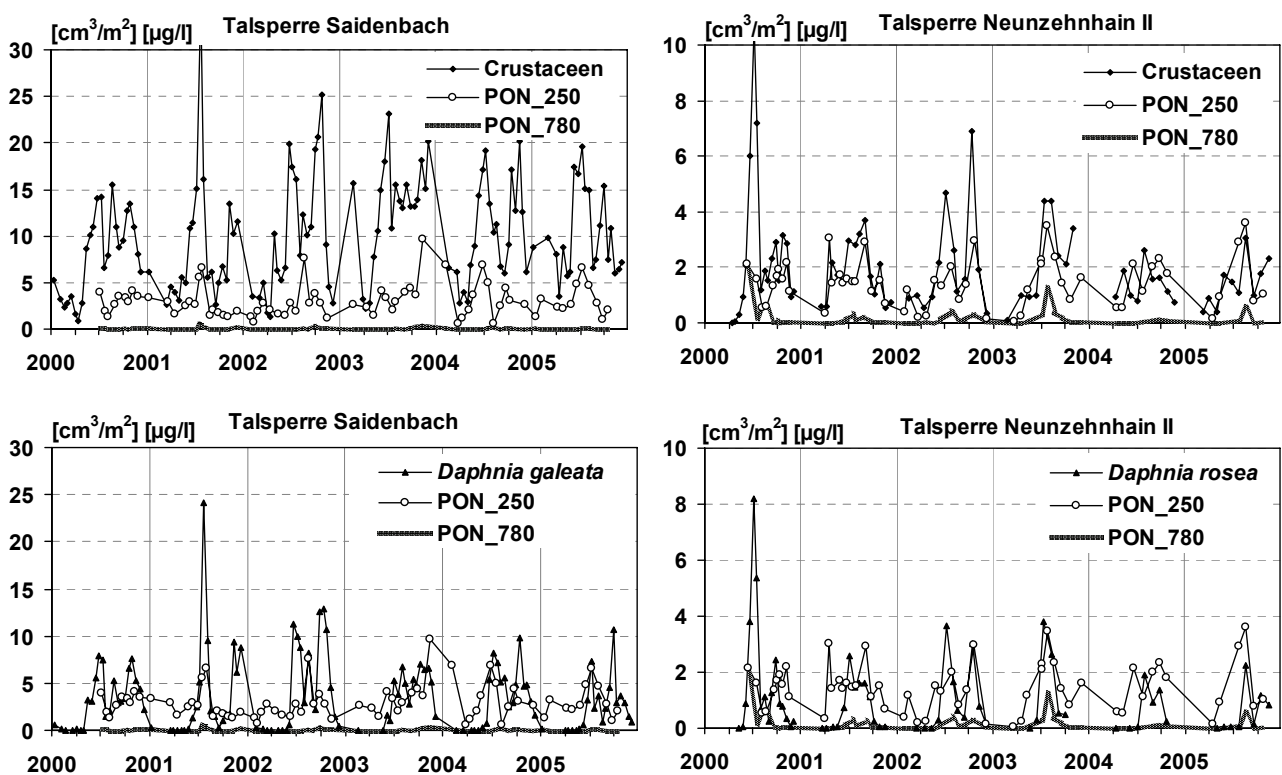 [cm³/m²] [µg/l] Talsperre Saidenbach
30
25
20
15
10
5
0
2000 2001 2002 2003 2004 2005
Crustaceen
PON_250
PON_780
[cm³/m²] [µg/l] Talsperre Neunzehnhain II
10
8
6
4
2
0
2000 2001 2002 2003 2004 2005
Crustaceen
PON_250
PON_780
[cm³/m²] [µg/l] Talsperre Saidenbach
30
25
20
15
10
5
0
2000 2001 2002 2003 2004 2005
Daphnia galeata
PON_250
PON_780
[cm³/m²] [µg/l] Talsperre Neunzehnhain II
10
8
6
4
2
0
2000 2001 2002 2003 2004 2005
Daphnia rosea
PON_250
PON_780